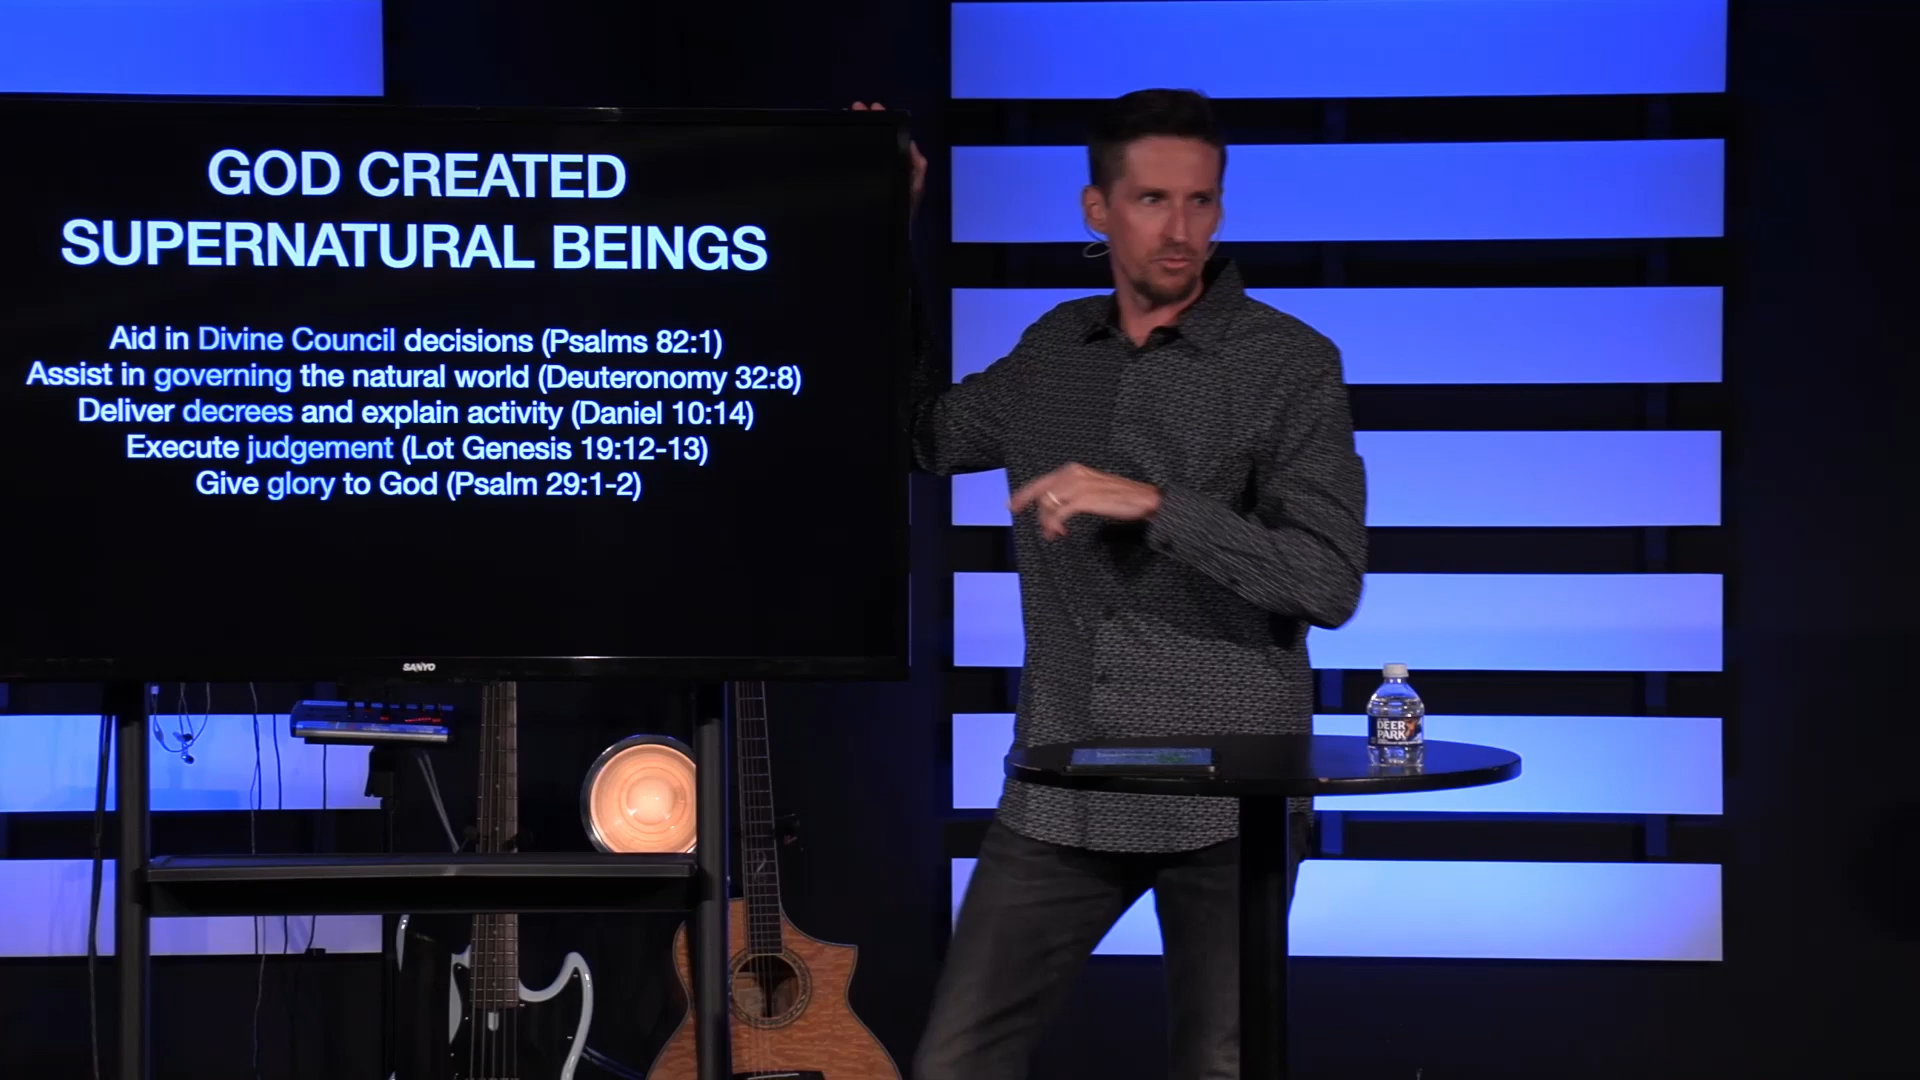 GOD CREATED
SUPERNATURAL BEINGS
Aid in Divine Council decisions (Psalms 82:1)
Assist in governing the natural world (Deuteronomy 32:8)
Deliver decrees and explain activity (Daniel 10:14)
Execute judgement (Lot Genesis 19:12-13)
Give glory to God (Psalm 29:1-2)
SANYO
DEER
PARK